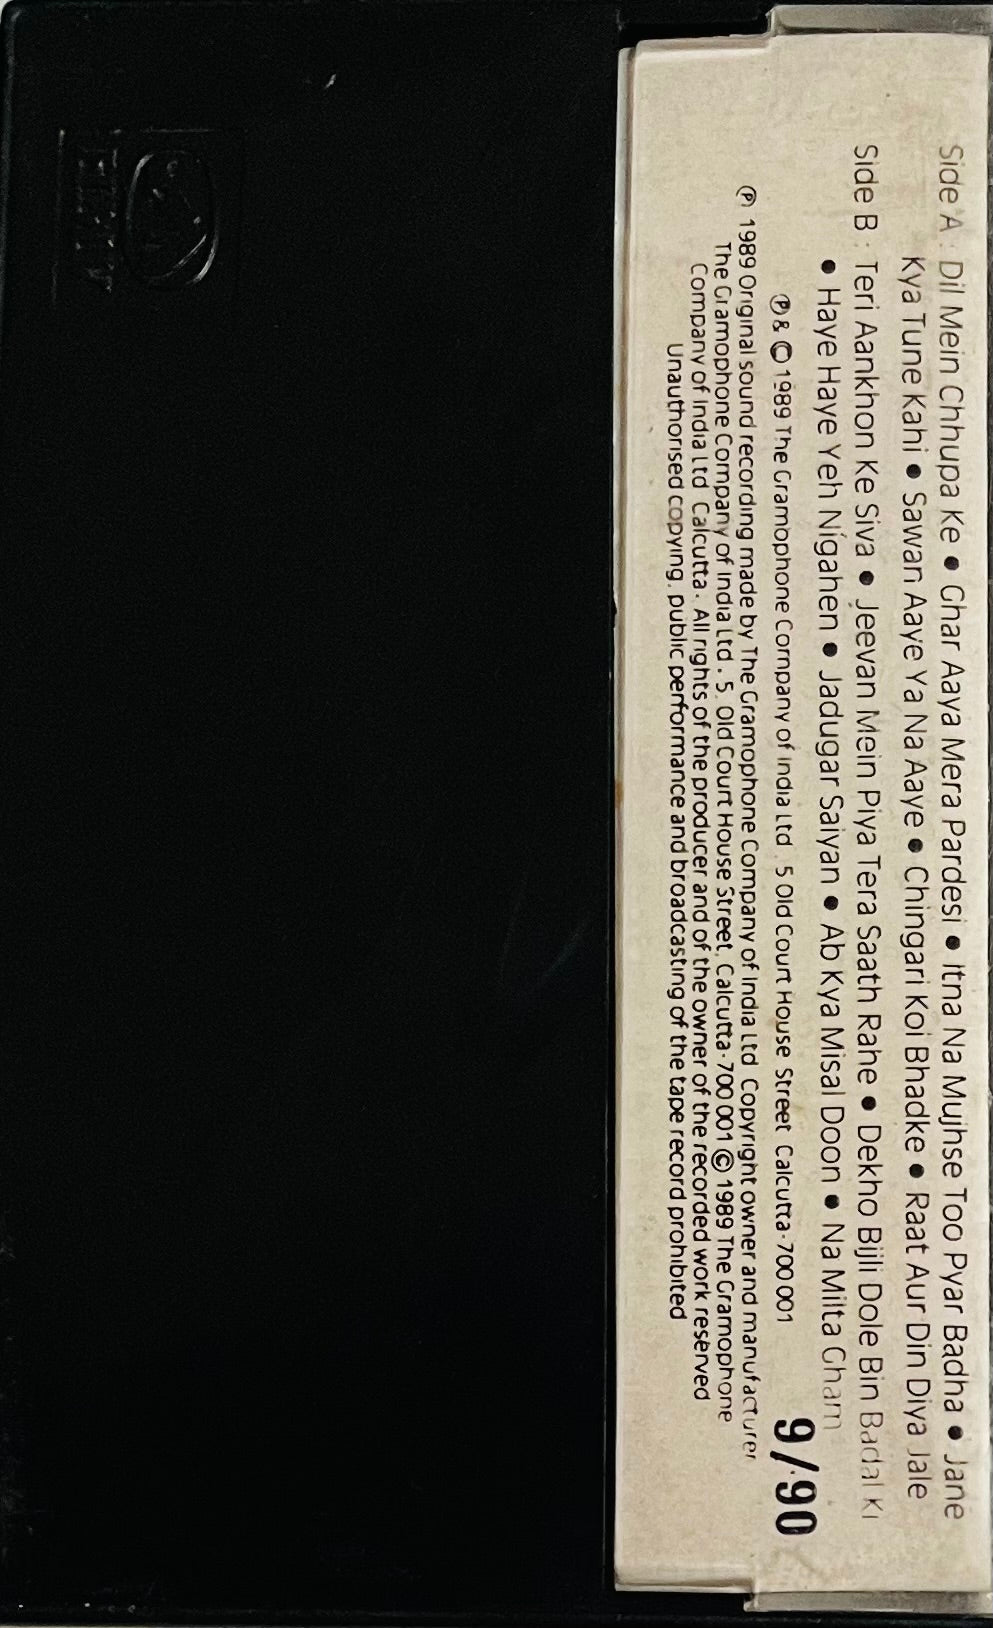 Side A : Dil Mein Chhupa Ke ● Ghar Aaya Mera Pardesi ● Itna Na Mujhse Too Pyar Badha ● Jane
Kya Tune Kahi ● Sawan Aaye Ya Na Aaye ● Chingari Koi Bhadke ● Raat Aur Din Diya Jale
Side B : Teri Aankhon Ke Siva ● Jeevan Mein Piya Tera Saath Rahe ● Dekho Bijli Dole Bin Badal Ki
● Haye Haye Yeh Nigahen ● Jadugar Saiyan ● Ab Kya Misal Doon ● Na Milta Gham
℗ & © 1989 The Gramophone Company of India Ltd . 5 Old Court House Street Calcutta-700 001
9/90
℗ 1989 Original sound recording made by The Gramophone Company of India Ltd Copyright owner and manufacturer
The Gramophone Company of India Ltd . 5, Old Court House Street, Calcutta-700 001 © 1989 The Gramophone
Company of India Ltd Calcutta. All rights of the producer and of the owner of the recorded work reserved
Unauthorised copying, public performance and broadcasting of the tape record prohibited